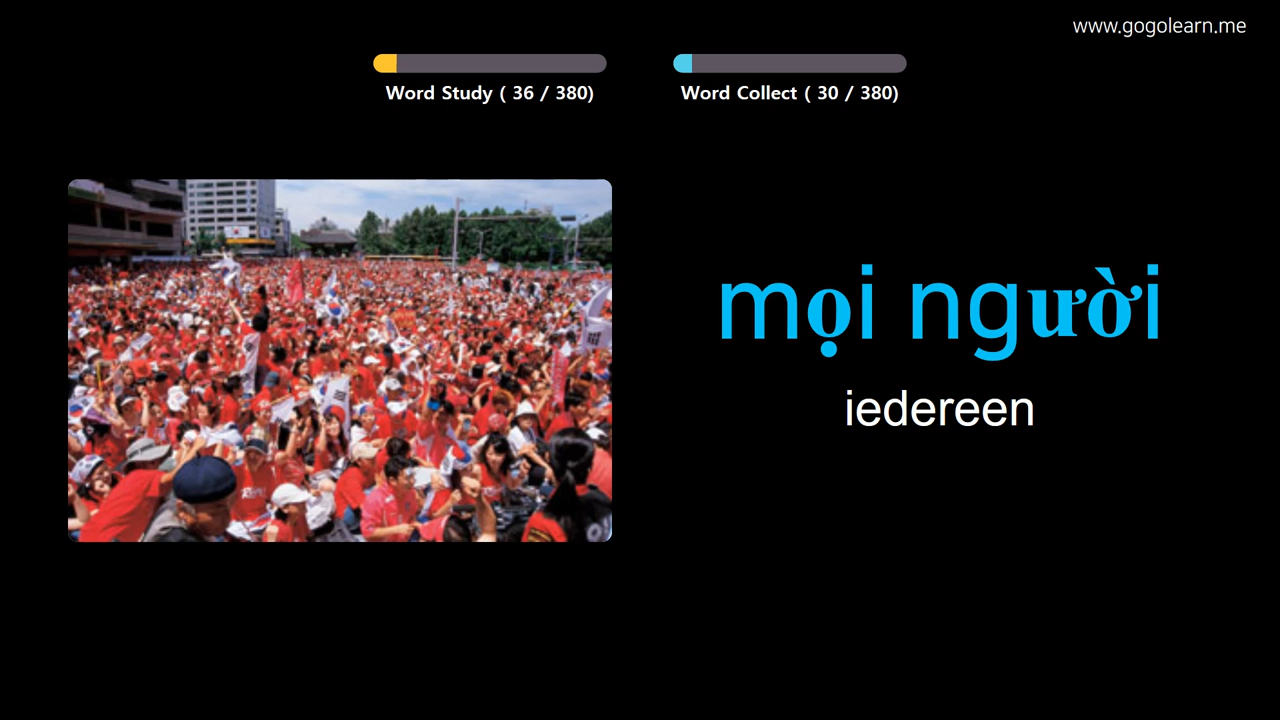 www.gogolearn.me
Word Study ( 36 / 380)
Word Collect ( 30 / 380)
mọi người
iedereen